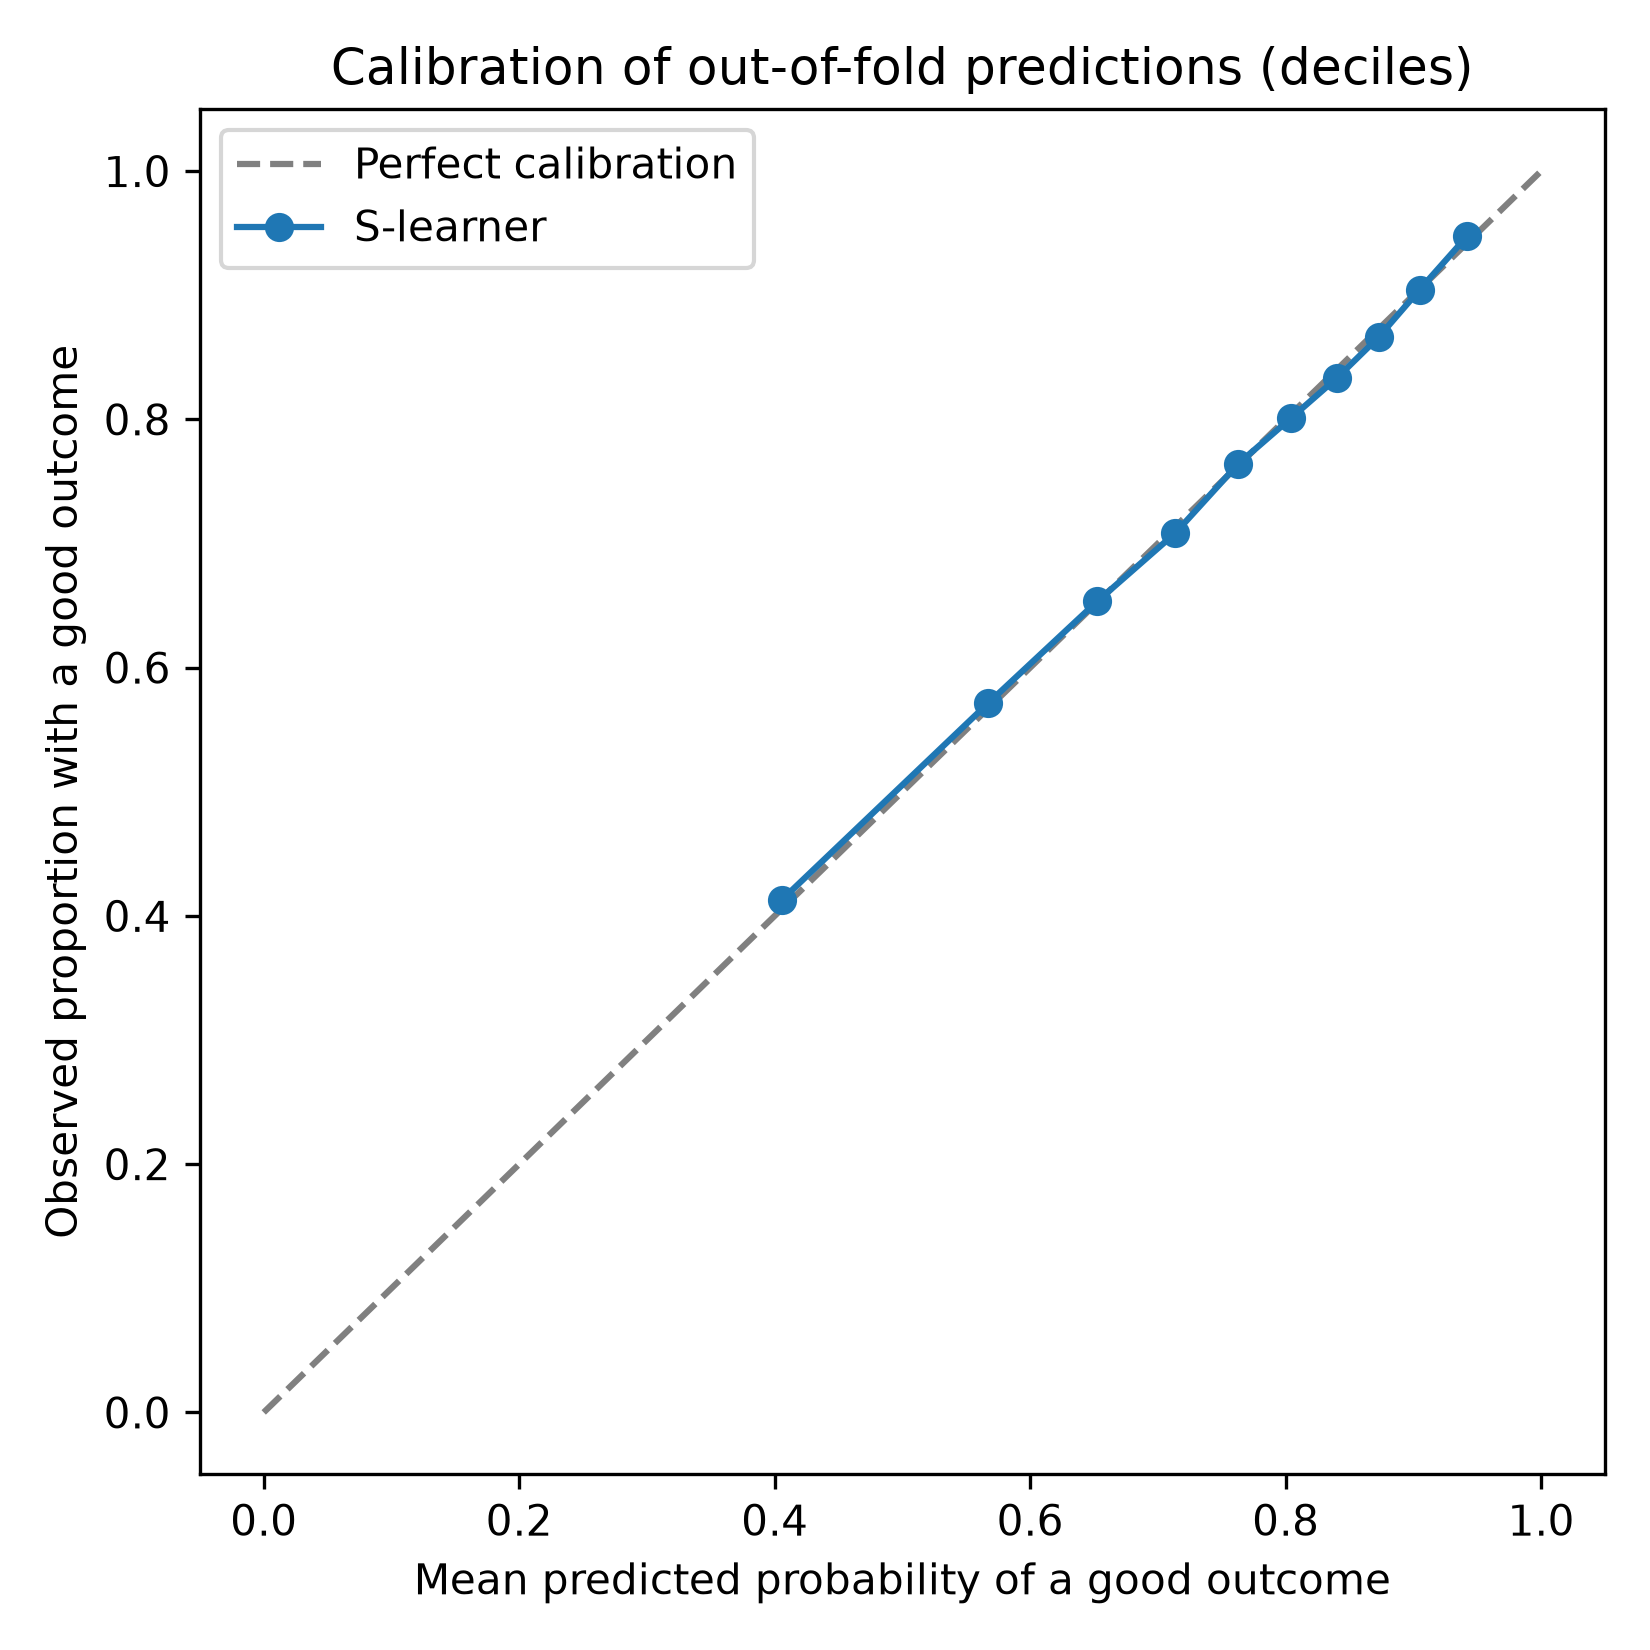 Calibration of out-of-fold predictions (deciles)
Perfect calibration
S-learner
Observed proportion with a good outcome
1.0
0.8
0.6
0.4
0.2
0.0
0.0 0.2 0.4 0.6 0.8 1.0
Mean predicted probability of a good outcome